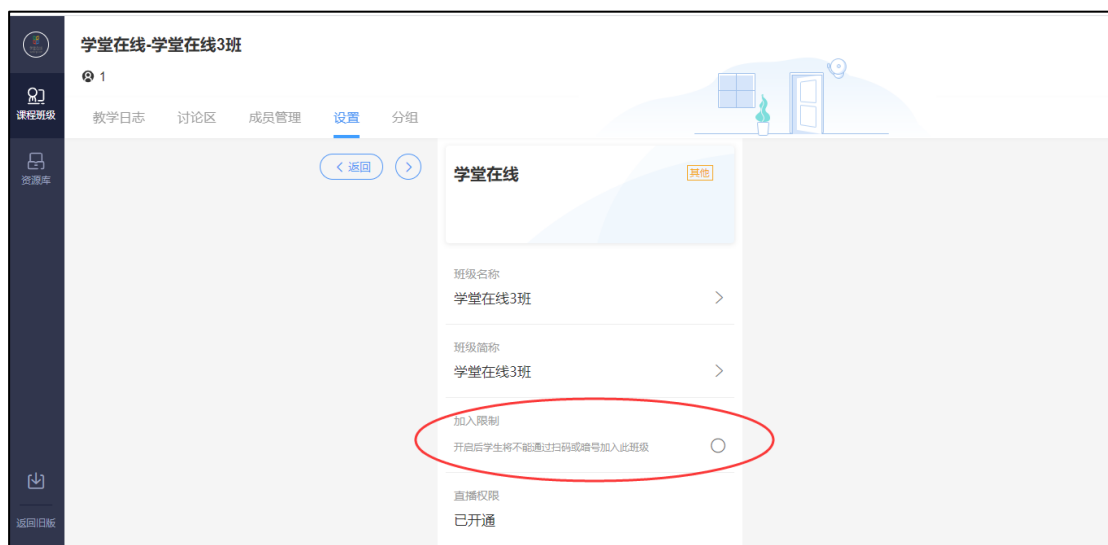 学堂在线-学堂在线3班
1
课程班级
教学日志 讨论区 成员管理 设置 分组
资源库
返回
学堂在线
其他
班级名称
学堂在线3班
班级简称
学堂在线3班
加入限制
开启后学生将不能通过扫码或暗号加入此班级
直播权限
已开通
返回旧版